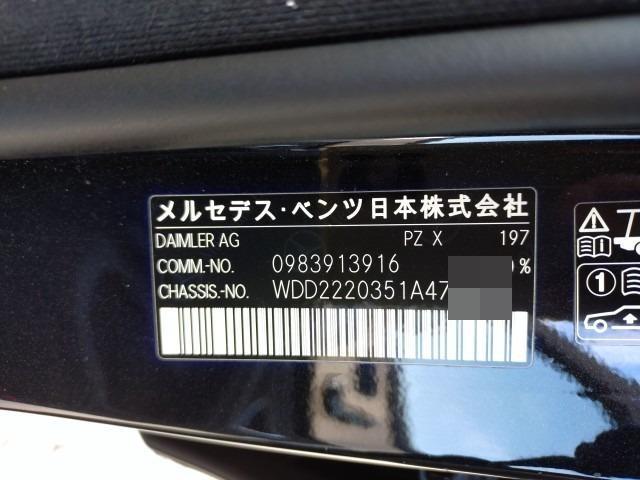 メルセデス・ベンツ日本株式会社
DAIMLER AG PZ X 197
COMM.-NO. 0983913916 %
CHASSIS.-NO. WDD2220351A47
1